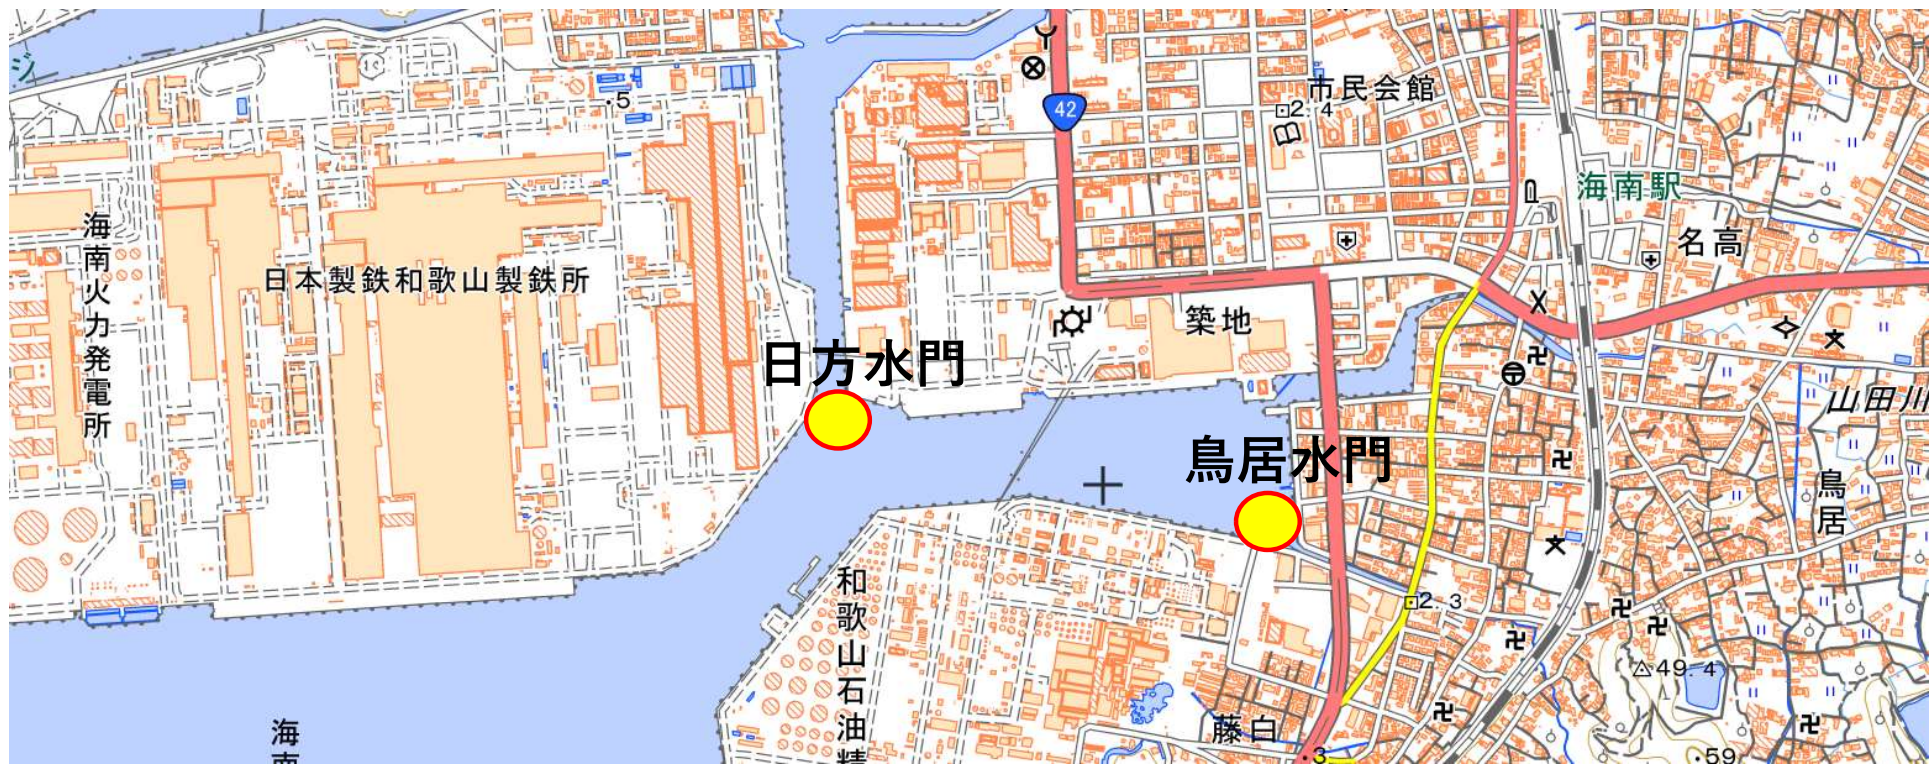 ジ
5
42
市民会館
2.4
海南駅
名高
海南火力発電所
日本製鉄和歌山製鉄所
築地
日方水門
山田川
鳥居水門
鳥居
和歌山石油精
2.3
49.4
藤白
海南
3
59